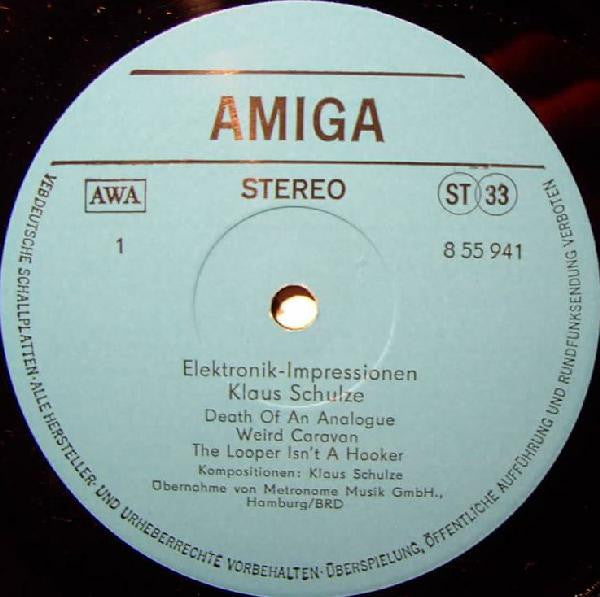 AMIGA
AWA
STEREO
ST 33
1
8 55 941
Elektronik-Impressionen
Klaus Schulze
Death Of An Analogue
Weird Caravan
The Looper Isn't A Hooker
Kompositionen: Klaus Schulze
Übernahme von Metronome Musik GmbH.,
Hamburg/BRD
VEB DEUTSCHE SCHALLPLATTEN · ALLE HERSTELLER- UND URHEBERRECHTE VORBEHALTEN · ÜBERSPIELUNG, ÖFFENTLICHE AUFFÜHRUNG UND RUNDFUNKSENDUNG VERBOTEN